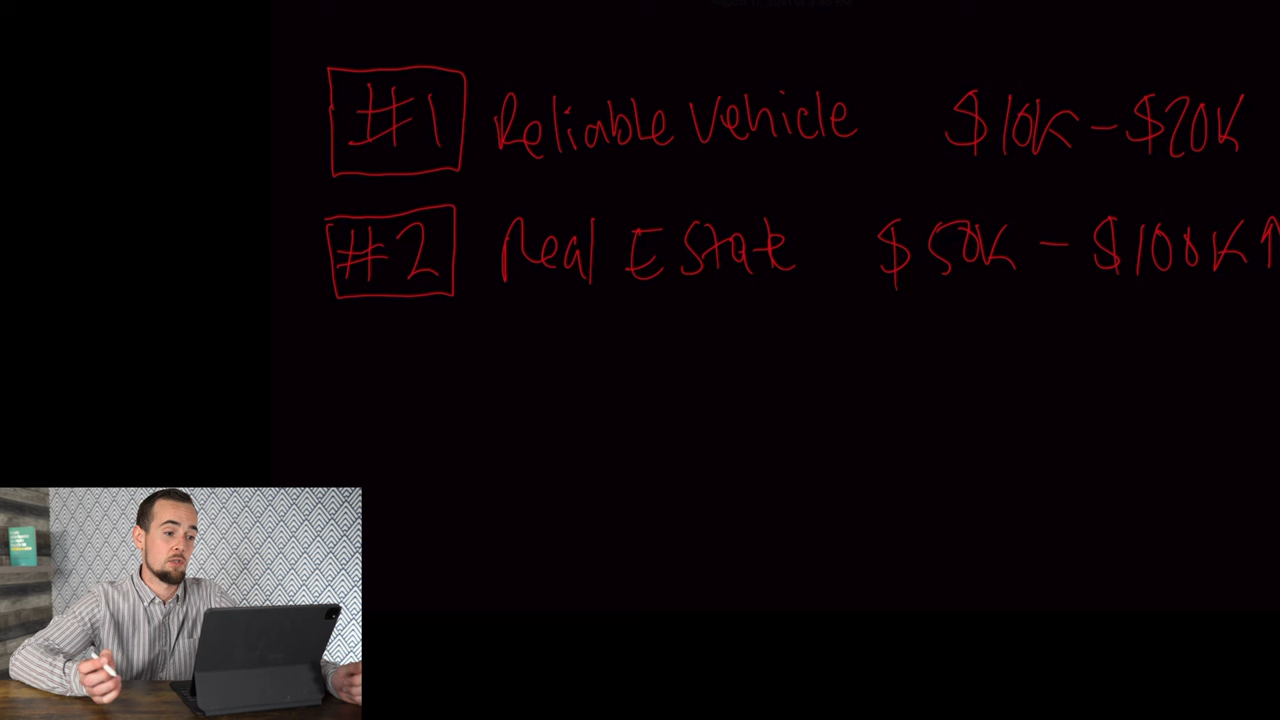 #1 Reliable Vehicle $10K - $20K
#2 Real Estate $50K - $100K ↑